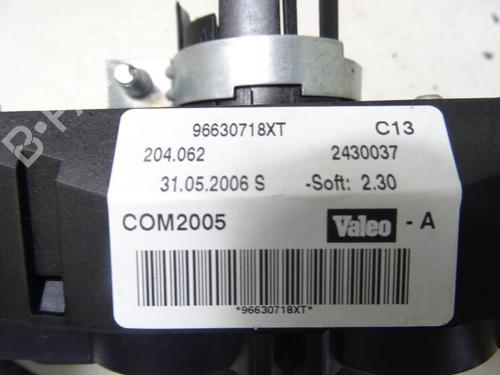 96630718XT C13
204.062 2430037
31.05.2006 S -Soft: 2.30
COM2005 Valeo - A
*96630718XT*